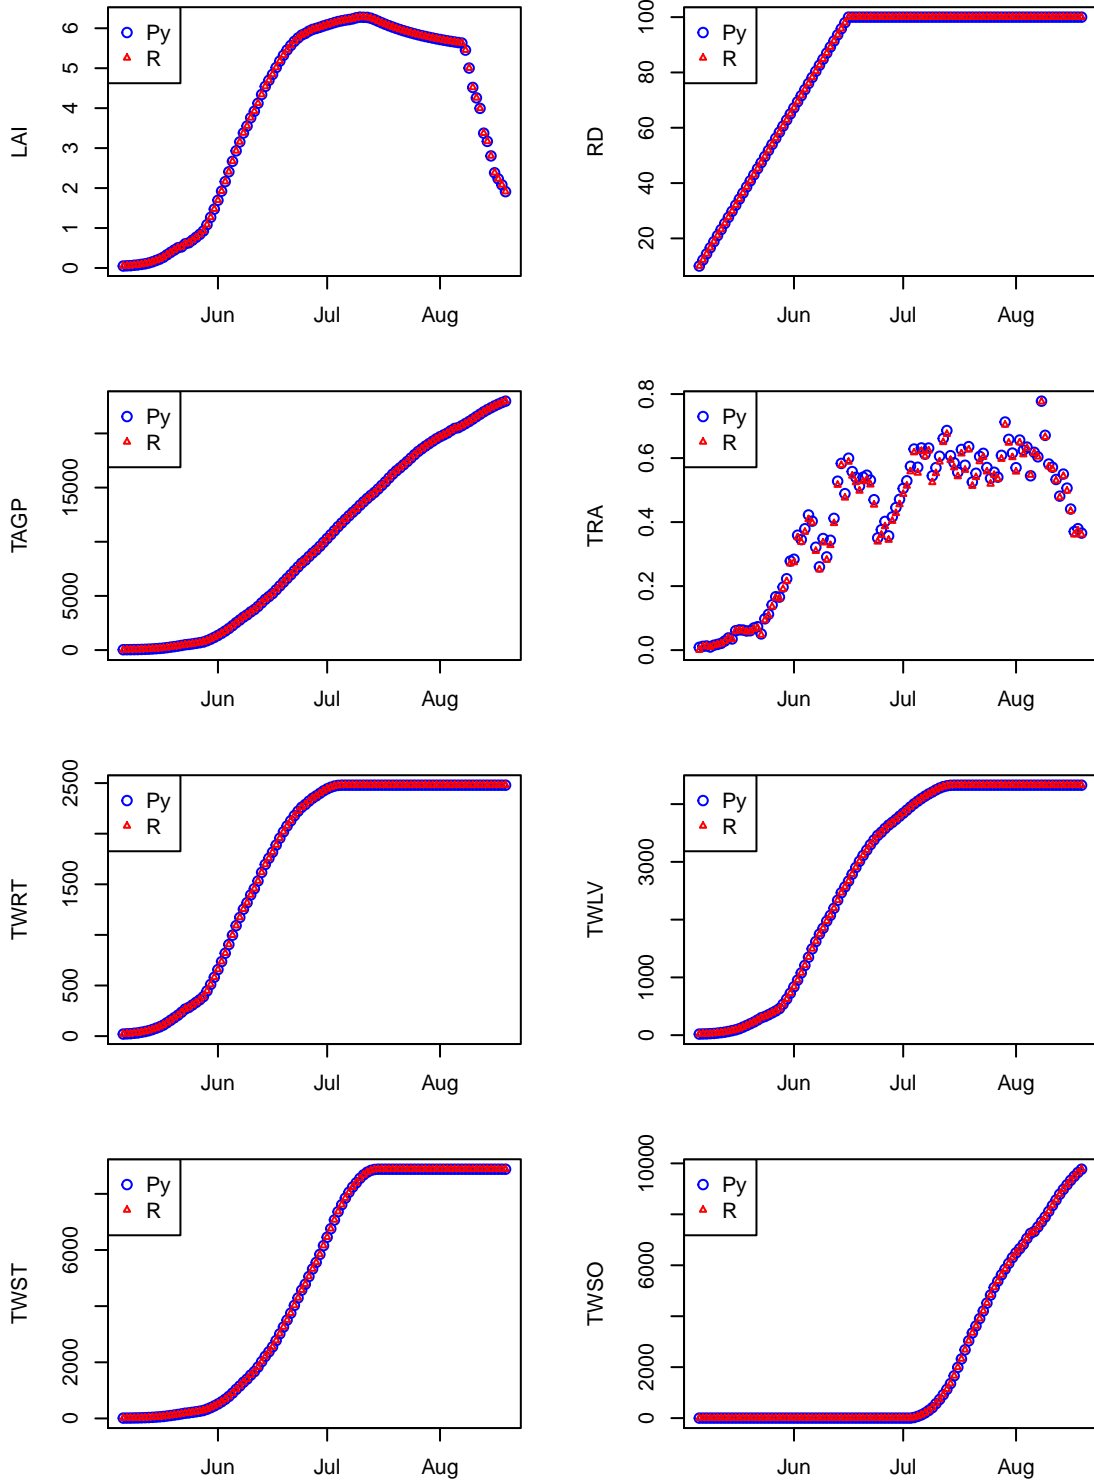 LAI
6
5
4
3
2
1
0
Py
R
Jun
Jul
Aug
RD
100
80
60
40
20
Py
R
Jun
Jul
Aug
TAGP
15000
5000
0
Py
R
Jun
Jul
Aug
TRA
0.8
0.6
0.4
0.2
0.0
Py
R
Jun
Jul
Aug
TWRT
2500
1500
500
0
Py
R
Jun
Jul
Aug
TWLV
3000
1000
0
Py
R
Jun
Jul
Aug
TWST
6000
2000
0
Py
R
Jun
Jul
Aug
TWSO
10000
6000
2000
0
Py
R
Jun
Jul
Aug